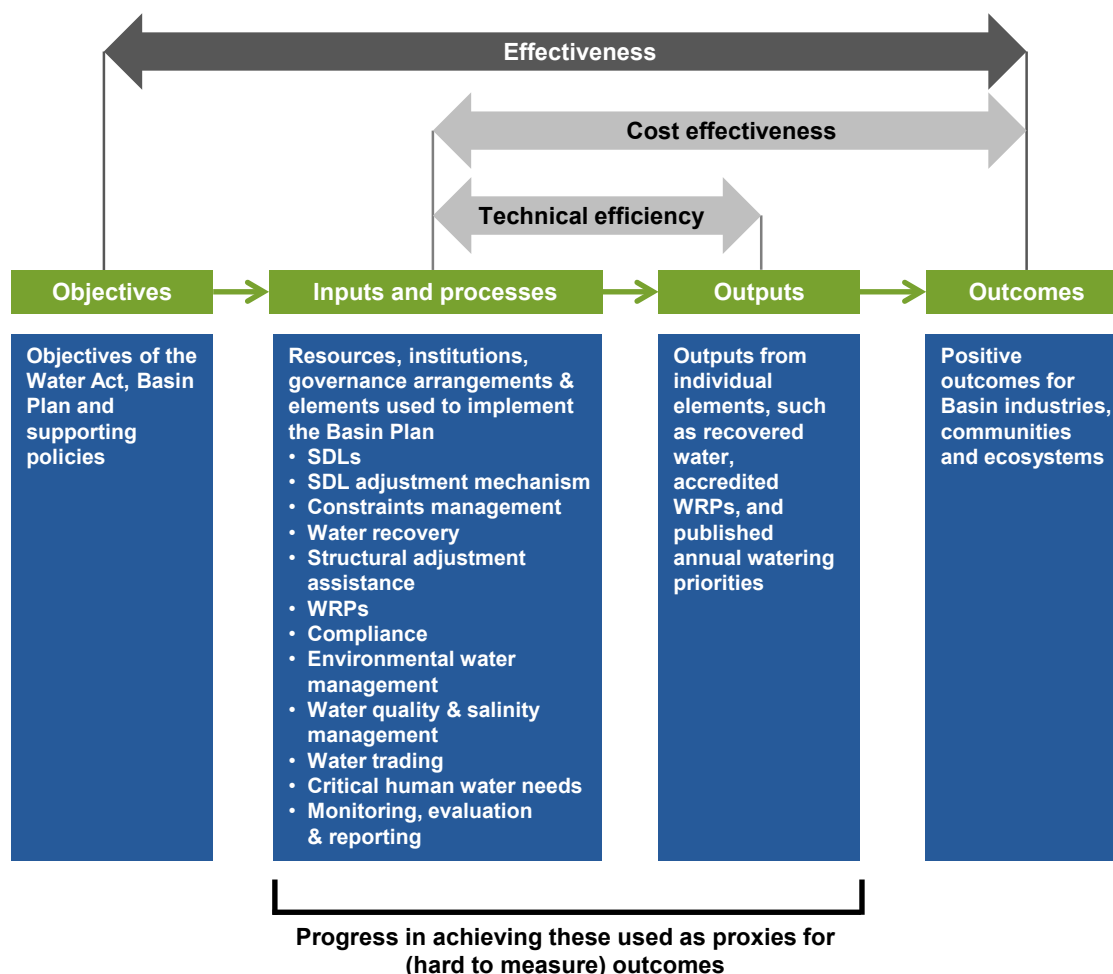 Effectiveness
Cost effectiveness
Technical efficiency
Objectives
Inputs and processes
Outputs
Outcomes
Objectives of the
Water Act, Basin
Plan and
supporting
policies
Resources, institutions,
governance arrangements &
elements used to implement
the Basin Plan
• SDLs
• SDL adjustment mechanism
• Constraints management
• Water recovery
• Structural adjustment
assistance
• WRPs
• Compliance
• Environmental water
management
• Water quality & salinity
management
• Water trading
• Critical human water needs
• Monitoring, evaluation
& reporting
Outputs from
individual
elements, such
as recovered
water,
accredited
WRPs, and
published
annual watering
priorities
Positive
outcomes for
Basin industries,
communities
and ecosystems
Progress in achieving these used as proxies for
(hard to measure) outcomes